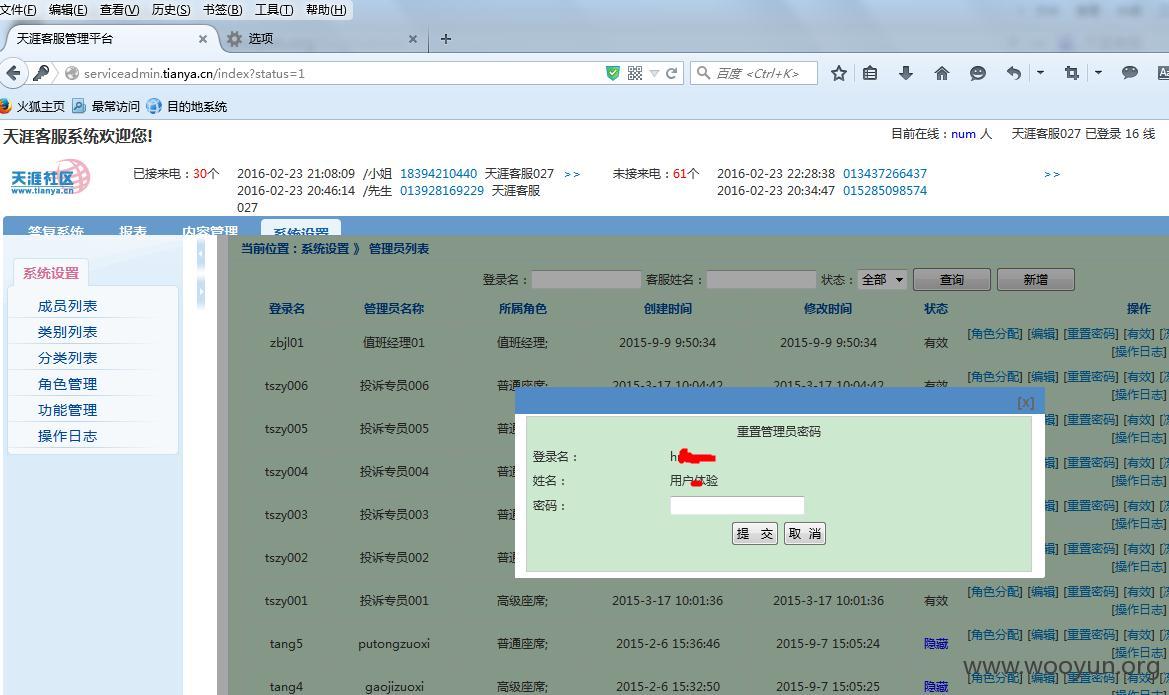 文件(F) 编辑(E) 查看(V) 历史(S) 书签(B) 工具(T) 帮助(H)
天涯客服管理平台 × 选项 × +
serviceadmin.tianya.cn/index?status=1 百度 <Ctrl+K>
火狐主页 最常访问 目的地系统
天涯客服系统欢迎您! 目前在线：num 人 天涯客服027 已登录 16 线
天涯社区
www.tianya.cn
已接来电：30个 2016-02-23 21:08:09 /小姐 18394210440 天涯客服027 >> 未接来电：61个 2016-02-23 22:28:38 013437266437 >>
2016-02-23 20:46:14 /先生 013928169229 天涯客服 2016-02-23 20:34:47 015285098574
027
答复系统 报表 内容管理 系统设置
当前位置：系统设置 》 管理员列表
系统设置
成员列表
类别列表
分类列表
角色管理
功能管理
操作日志
登录名： 客服姓名： 状态：全部 查询 新增
登录名 管理员名称 所属角色 创建时间 修改时间 状态 操作
zbjl01 值班经理01 值班经理; 2015-9-9 9:50:34 2015-9-9 9:50:34 有效 [角色分配] [编辑] [重置密码] [有效]
[操作日志]
tszy006 投诉专员006 普通座席; 2015-3-17 10:04:42 2015-3-17 10:04:42 有效 [角色分配] [编辑] [重置密码] [有效]
[操作日志]
tszy005 投诉专员005 普通 [重置密码] [有效]
[操作日志]
tszy004 投诉专员004 普通 [重置密码] [有效]
[操作日志]
tszy003 投诉专员003 普通 [重置密码] [有效]
[操作日志]
tszy002 投诉专员002 普通 [重置密码] [有效]
[操作日志]
tszy001 投诉专员001 高级座席; 2015-3-17 10:01:36 2015-3-17 10:01:36 有效 [角色分配] [编辑] [重置密码] [有效]
[操作日志]
tang5 putongzuoxi 普通座席; 2015-2-6 15:36:46 2015-9-7 15:05:24 隐藏 [角色分配] [编辑] [重置密码] [有效]
[操作日志]
tang4 gaojizuoxi 高级座席; 2015-2-6 15:32:50 2015-9-7 15:05:25 隐藏 [角色分配] [编辑] [重置密码] [有效]
[X]
重置管理员密码
登录名： h
姓名： 用户体验
密码：
提 交 取 消
www.wooyun.org